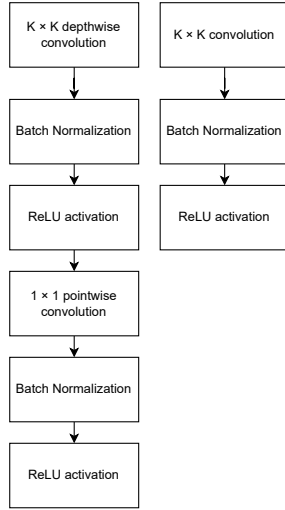 K × K depthwise
convolution
Batch Normalization
ReLU activation
1 × 1 pointwise
convolution
Batch Normalization
ReLU activation
K × K convolution
Batch Normalization
ReLU activation